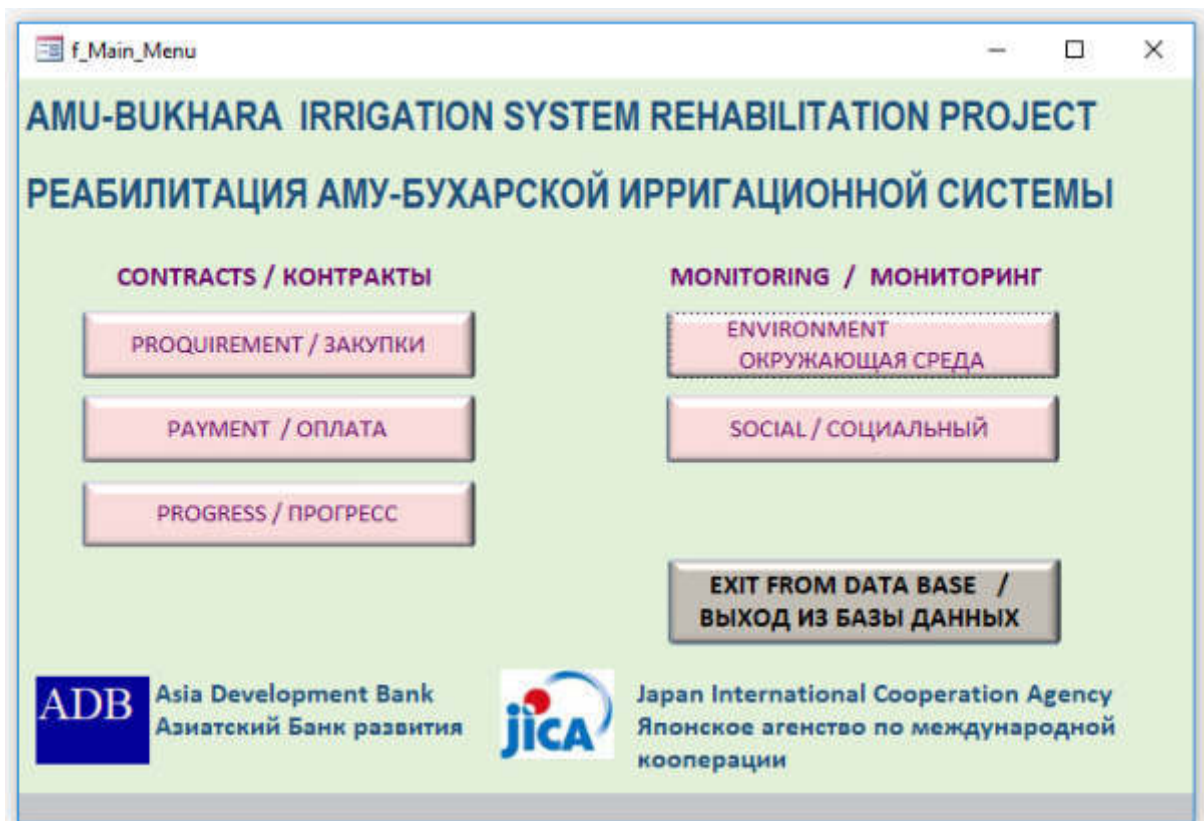 f_Main_Menu
AMU-BUKHARA IRRIGATION SYSTEM REHABILITATION PROJECT
РЕАБИЛИТАЦИЯ АМУ-БУХАРСКОЙ ИРРИГАЦИОННОЙ СИСТЕМЫ
CONTRACTS / КОНТРАКТЫ
PROQUIREMENT / ЗАКУПКИ
PAYMENT / ОПЛАТА
PROGRESS / ПРОГРЕСС
MONITORING / МОНИТОРИНГ
ENVIRONMENT
ОКРУЖАЮЩАЯ СРЕДА
SOCIAL / СОЦИАЛЬНЫЙ
EXIT FROM DATA BASE /
ВЫХОД ИЗ БАЗЫ ДАННЫХ
ADB
Asia Development Bank
Азиатский Банк развития
jica
Japan International Cooperation Agency
Японское агенство по международной
кооперации